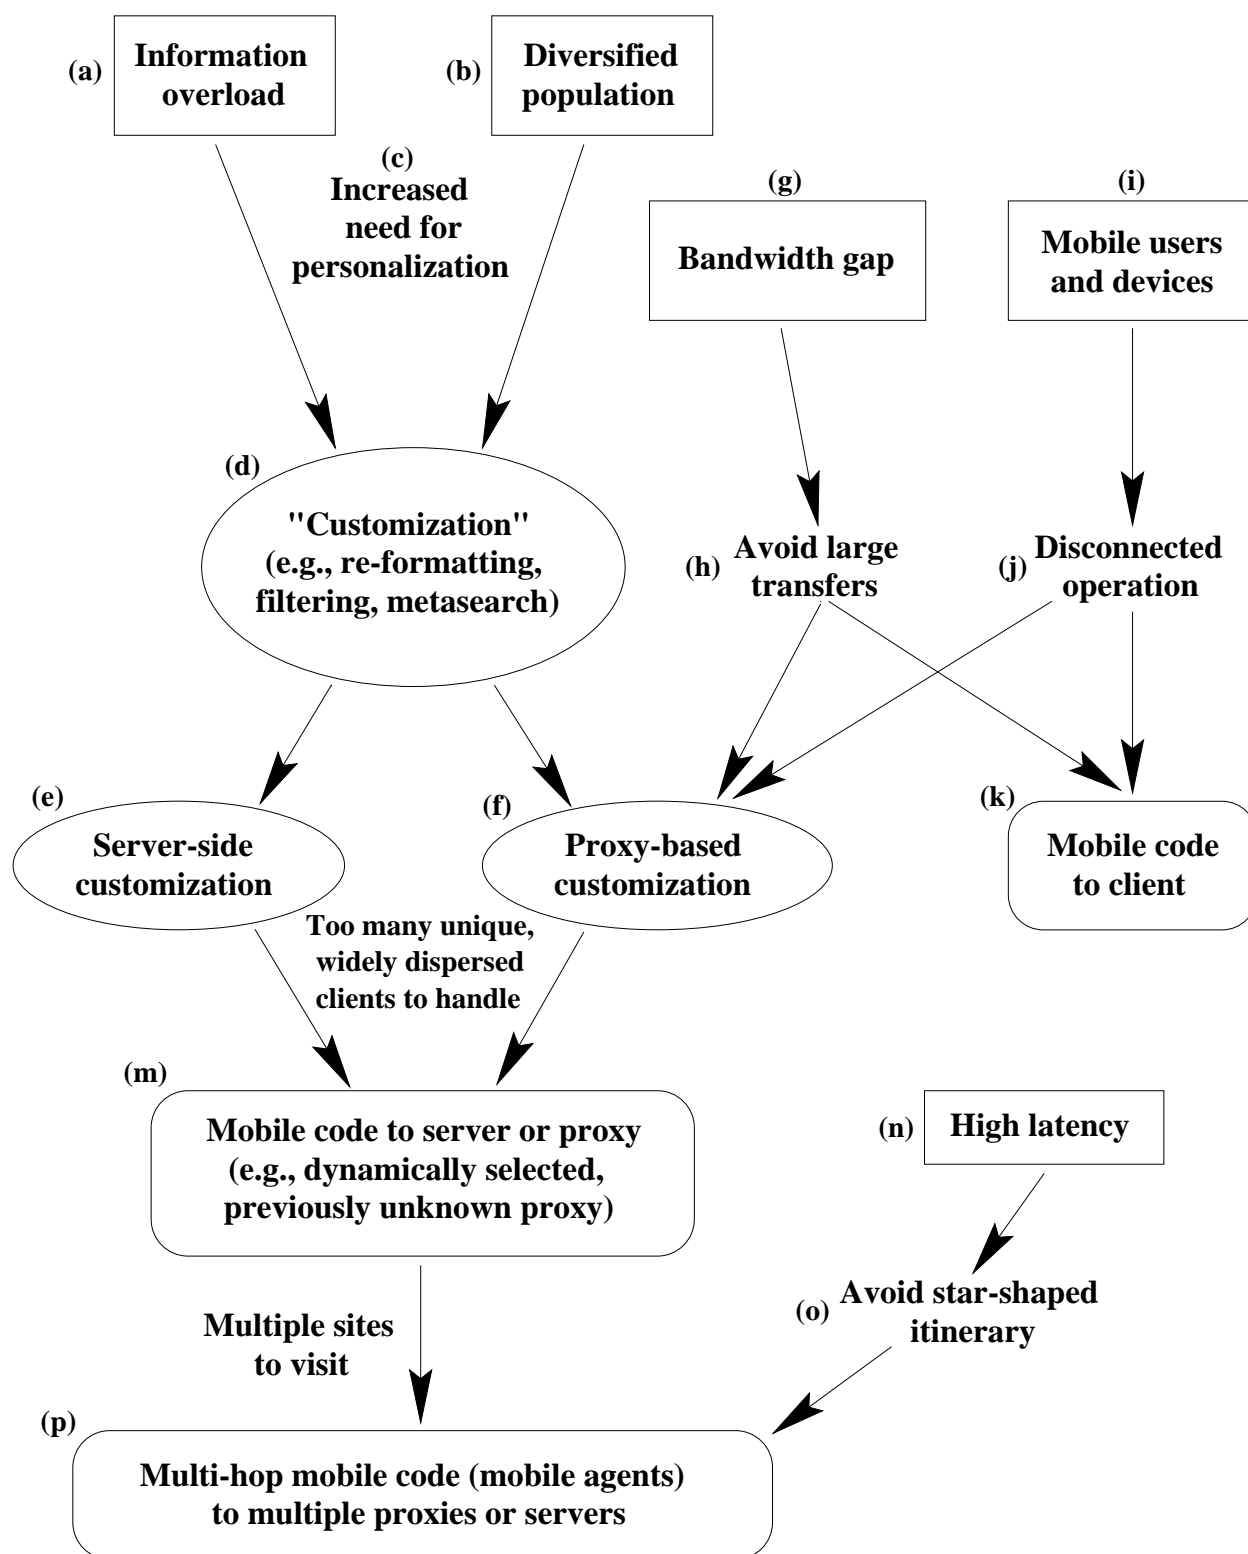 (a)
Information
overload
(b)
Diversified
population
(c)
Increased
need for
personalization
(g)
Bandwidth gap
(i)
Mobile users
and devices
(d)
"Customization"
(e.g., re-formatting,
filtering, metasearch)
(h)
Avoid large
transfers
(j)
Disconnected
operation
(e)
Server-side
customization
(f)
Proxy-based
customization
(k)
Mobile code
to client
Too many unique,
widely dispersed
clients to handle
(m)
Mobile code to server or proxy
(e.g., dynamically selected,
previously unknown proxy)
(n)
High latency
Multiple sites
to visit
(o)
Avoid star-shaped
itinerary
(p)
Multi-hop mobile code (mobile agents)
to multiple proxies or servers